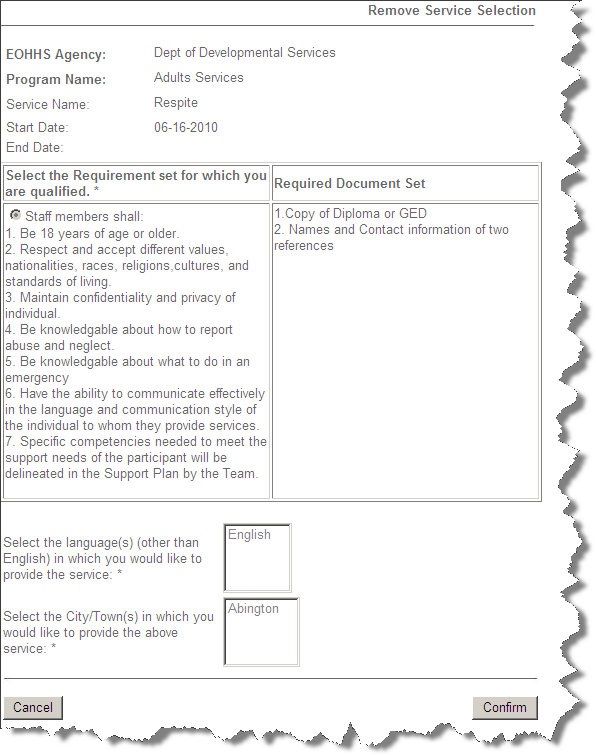 Remove Service Selection
EOHHS Agency: Dept of Developmental Services
Program Name: Adults Services
Service Name: Respite
Start Date: 06-16-2010
End Date:
Select the Requirement set for which you
are qualified. *
Required Document Set
Staff members shall:
1. Be 18 years of age or older.
2. Respect and accept different values,
nationalities, races, religions,cultures, and
standards of living.
3. Maintain confidentiality and privacy of
individual.
4. Be knowledgable about how to report
abuse and neglect.
5. Be knowledgable about what to do in an
emergency
6. Have the ability to communicate effectively
in the language and communication style of
the individual to whom they provide services.
7. Specific competencies needed to meet the
support needs of the participant will be
delineated in the Support Plan by the Team.
1.Copy of Diploma or GED
2. Names and Contact information of two
references
Select the language(s) (other than
English) in which you would like to
provide the service: *
English
Select the City/Town(s) in which you
would like to provide the above
service: *
Abington
Cancel
Confirm